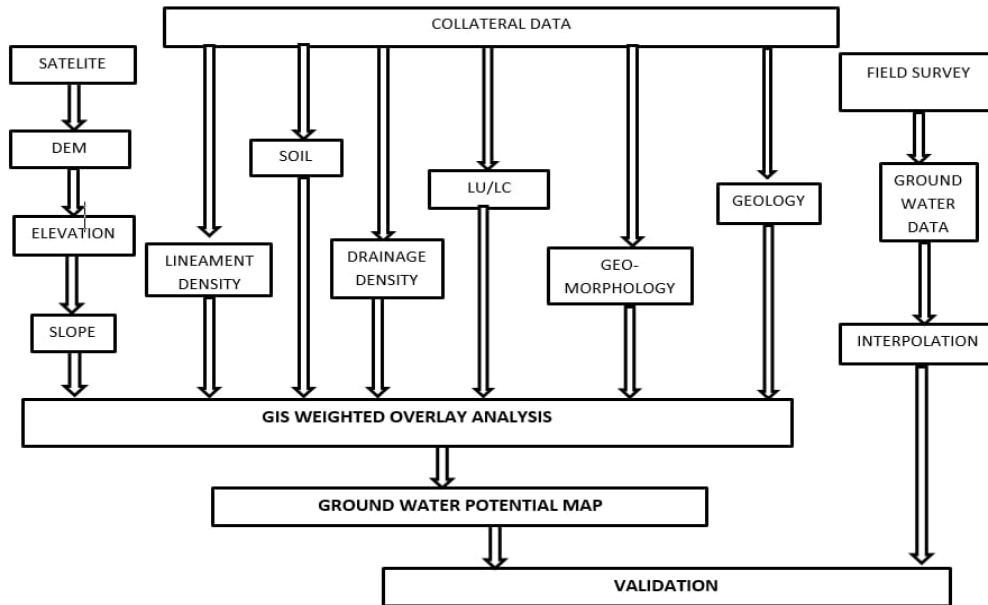 COLLATERAL DATA
SATELITE
FIELD SURVEY
DEM
SOIL
LU/LC
GEOLOGY
GROUND
WATER
DATA
ELEVATION
LINEAMENT
DENSITY
DRAINAGE
DENSITY
GEO-
MORPHOLOGY
SLOPE
INTERPOLATION
GIS WEIGHTED OVERLAY ANALYSIS
GROUND WATER POTENTIAL MAP
VALIDATION